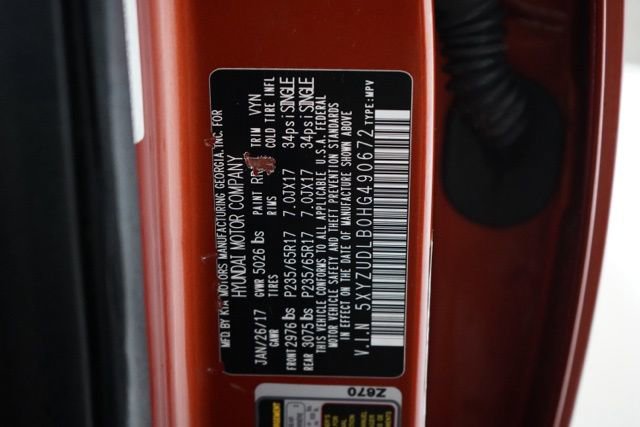 MFD BY KIA MOTORS MANUFACTURING GEORGIA, INC. FOR
HYUNDAI MOTOR COMPANY
JAN/26/17 GVWR 5026 lbs PAINT TRIM VYN
GAWR TIRES RIMS COLD TIRE INFL
FRONT 2976 lbs P235/65R17 7.0JX17 34psi SINGLE
REAR 3075 lbs P235/65R17 7.0JX17 34psi SINGLE
THIS VEHICLE CONFORMS TO ALL APPLICABLE U.S.A. FEDERAL
MOTOR VEHICLE SAFETY, AND THEFT PREVENTION STANDARDS
IN EFFECT ON THE DATE OF MANUFACTURE SHOWN ABOVE
V.I.N 5XYZUDLB0HG490672 TYPE:MPV
Z670